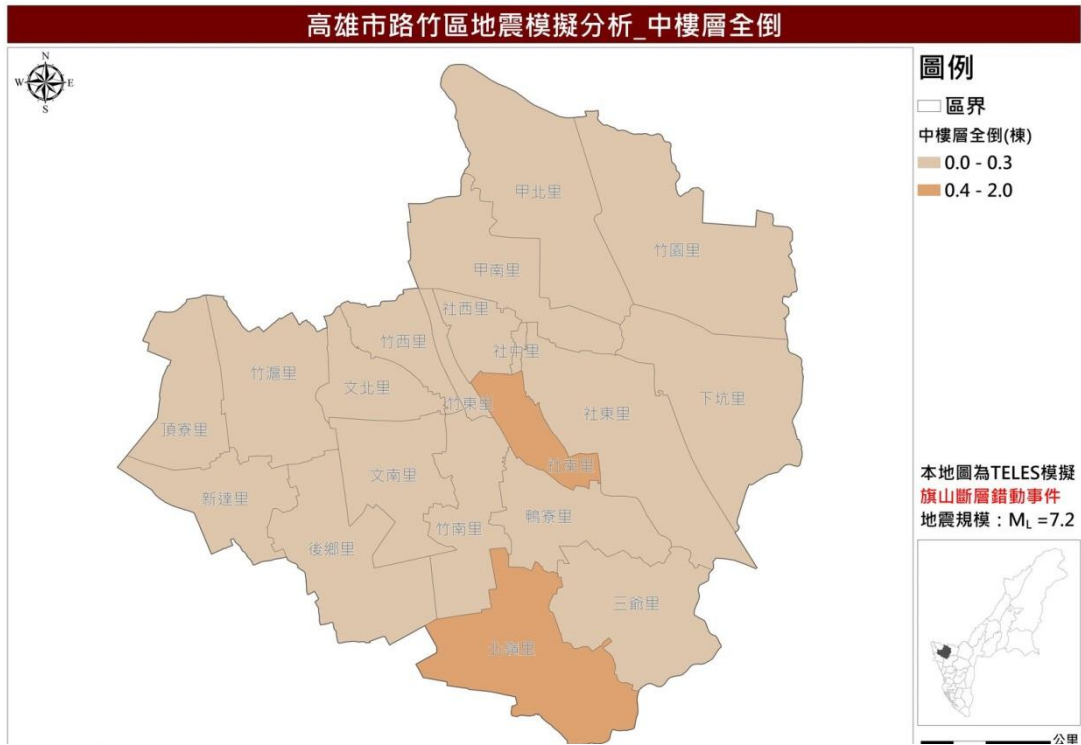 高雄市路竹區地震模擬分析_中樓層全倒
N
W
E
S
圖例
區界
中樓層全倒(棟)
0.0 - 0.3
0.4 - 2.0
甲北里
竹園里
甲南里
社西里
竹西里
社中里
竹滬里
文北里
竹東里
社東里
下坑里
頂寮里
社南里
文南里
新達里
鴨寮里
竹南里
後鄉里
三爺里
北嶺里
本地圖為TELES模擬
旗山斷層錯動事件
地震規模：ML =7.2
公里